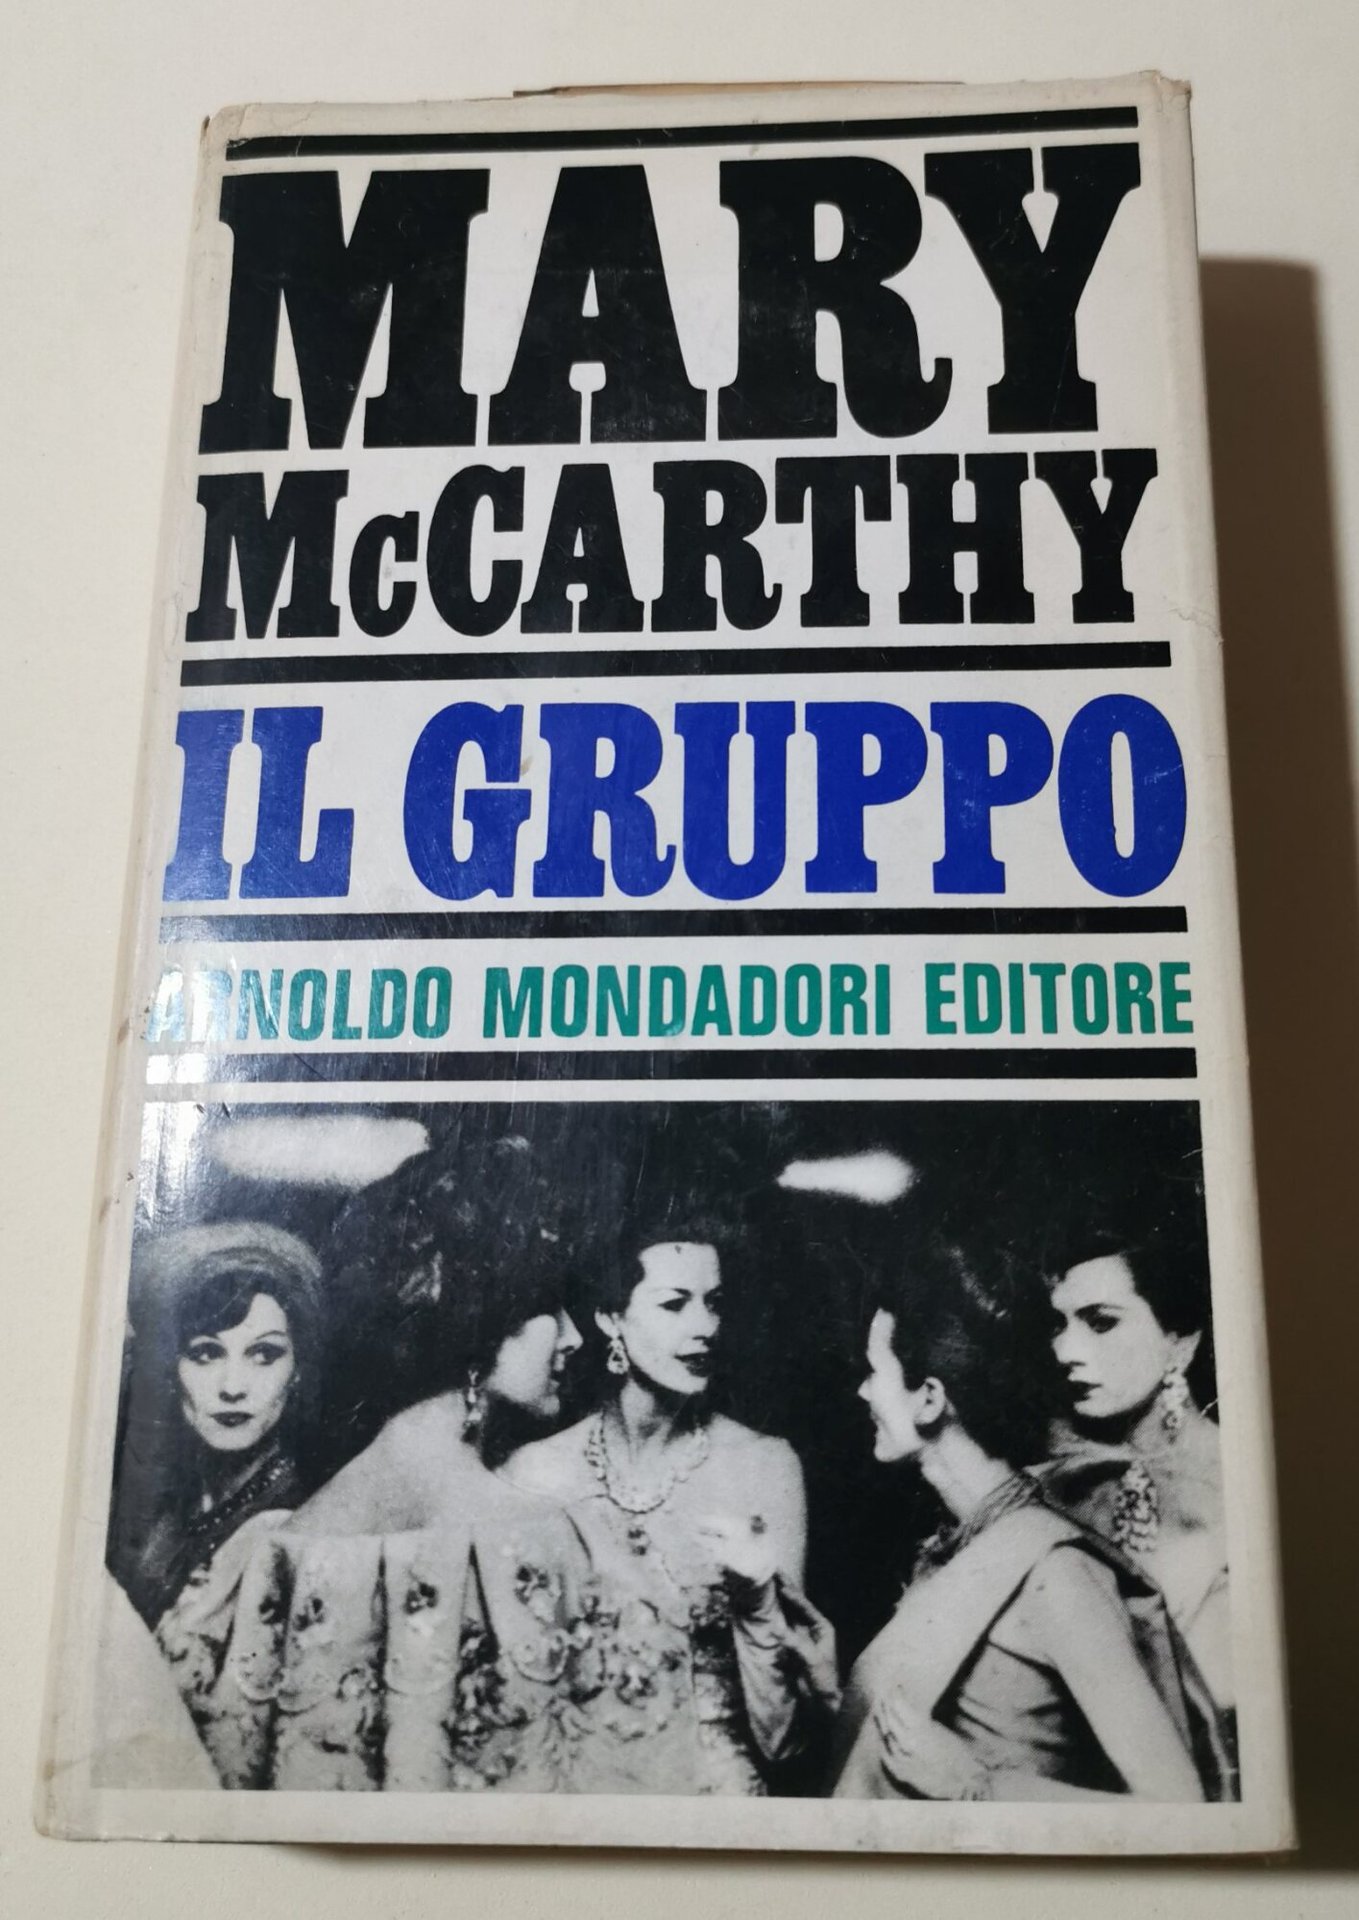 MARY
McCARTHY
IL GRUPPO
ARNOLDO MONDADORI EDITORE